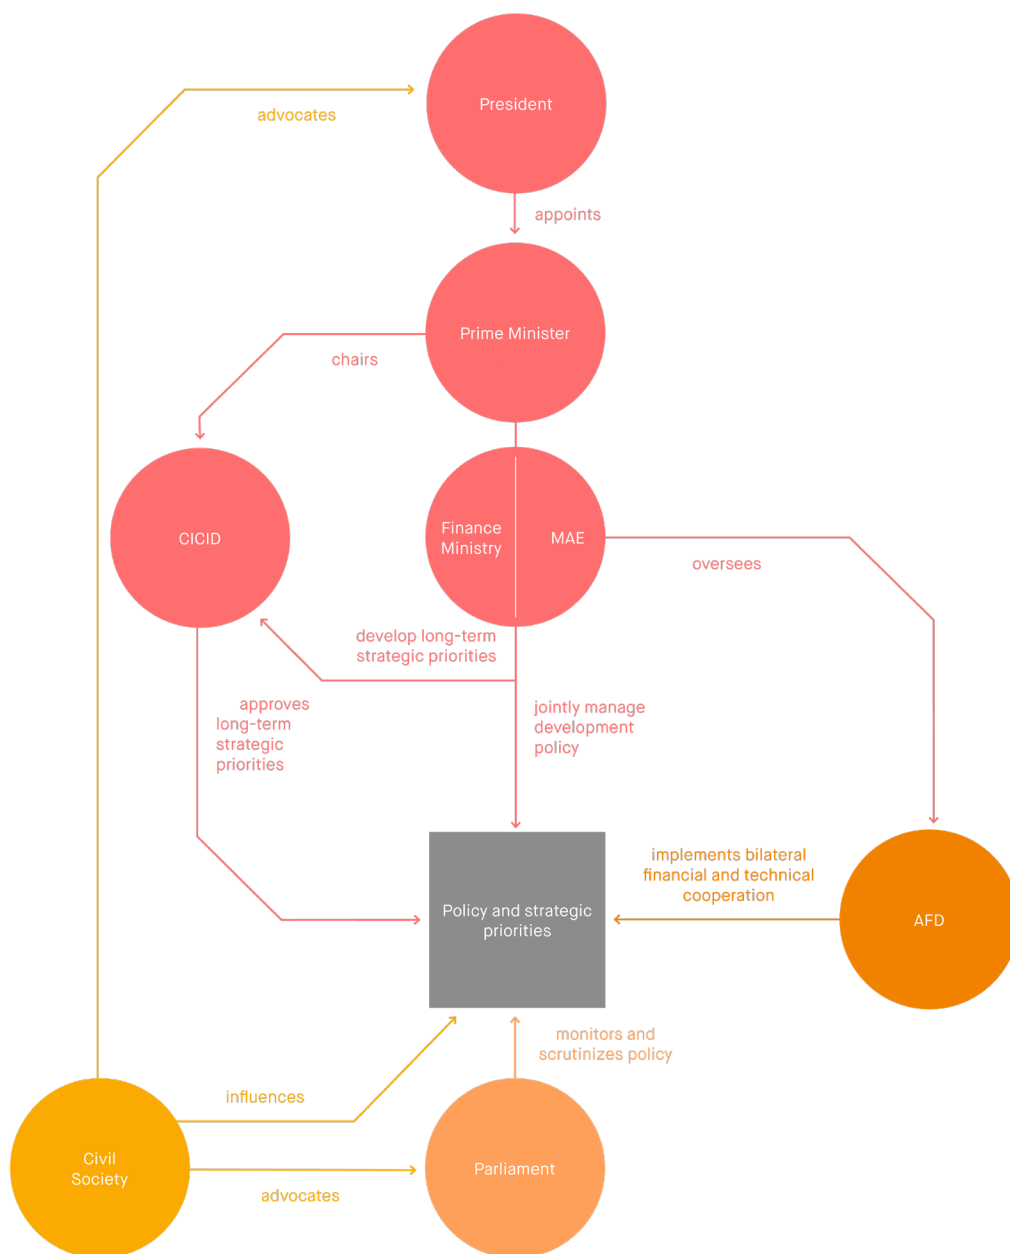 President
advocates
appoints
Prime Minister
chairs
Finance
Ministry
MAE
CICID
oversees
develop long-term
strategic priorities
approves
long-term
strategic
priorities
jointly manage
development
policy
implements bilateral
financial and technical
cooperation
Policy and strategic
priorities
AFD
monitors and
scrutinizes policy
influences
Civil
Society
Parliament
advocates